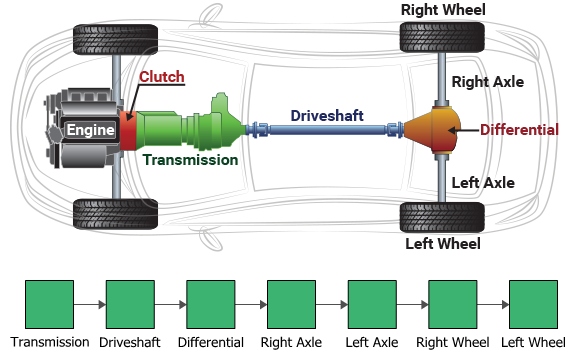 Right Wheel
Clutch
Right Axle
Driveshaft
Engine
Differential
Transmission
Left Axle
Left Wheel
Transmission Driveshaft Differential Right Axle Left Axle Right Wheel Left Wheel